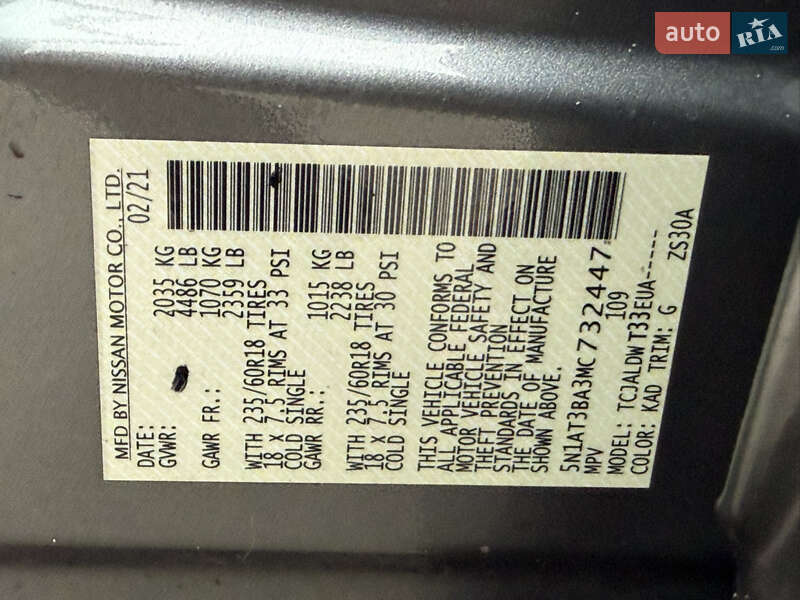 auto RIA.com
MFD BY NISSAN MOTOR CO., LTD.
DATE: 02/21
GVWR: 2035 KG
4486 LB
GAWR FR.: 1070 KG
2359 LB
WITH 235/60R18 TIRES
18 X 7.5 RIMS AT 33 PSI
COLD SINGLE
GAWR RR.: 1015 KG
2238 LB
WITH 235/60R18 TIRES
18 X 7.5 RIMS AT 30 PSI
COLD SINGLE
THIS VEHICLE CONFORMS TO
ALL APPLICABLE FEDERAL
MOTOR VEHICLE SAFETY AND
THEFT PREVENTION
STANDARDS IN EFFECT ON
THE DATE OF MANUFACTURE
SHOWN ABOVE.
5N1AT3BA3MC732447
MPV 109
MODEL: TCJALDWT33EUA-----
COLOR: KAD TRIM: G ZS30A